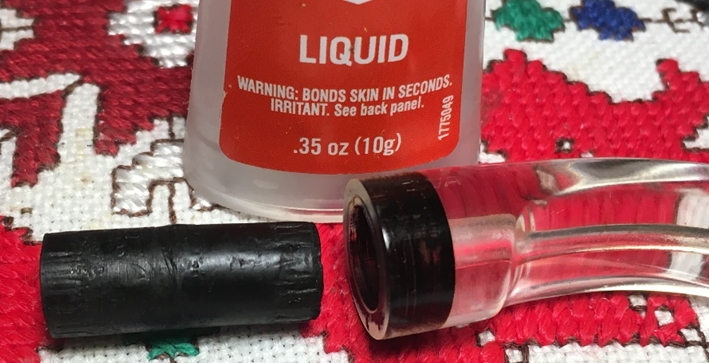 LIQUID
WARNING: BONDS SKIN IN SECONDS.
IRRITANT. See back panel.
.35 oz (10g)
1775049